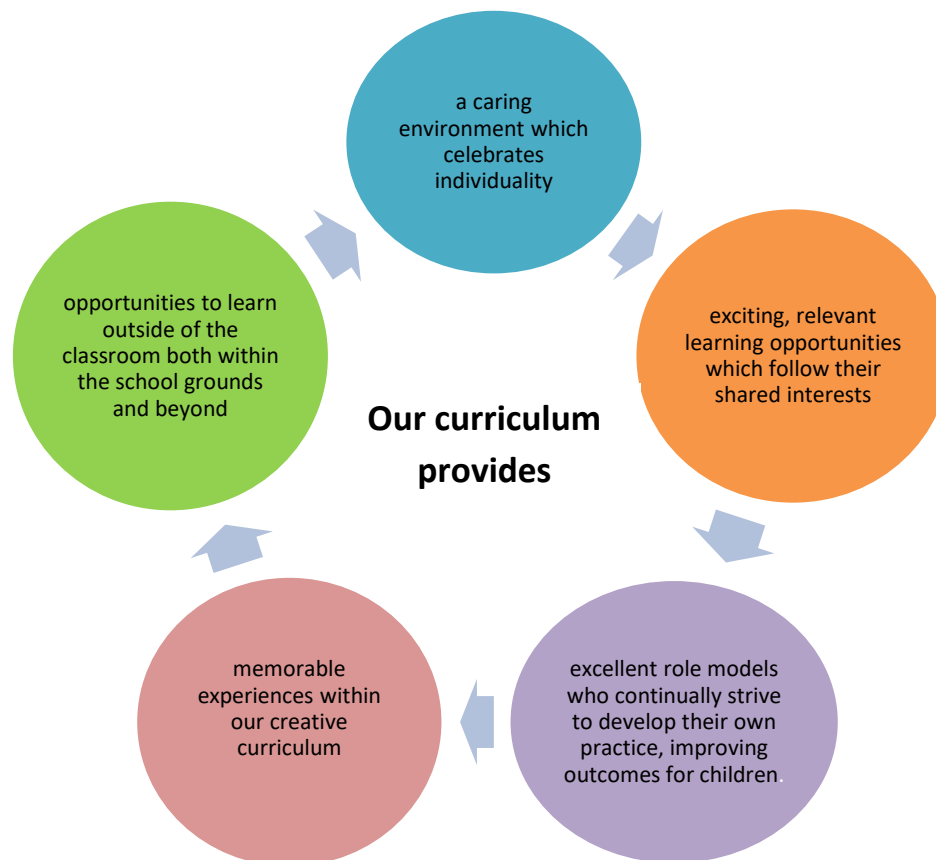 a caring
environment which
celebrates
individuality
exciting, relevant
learning opportunities
which follow their
shared interests
excellent role models
who continually strive
to develop their own
practice, improving
outcomes for children.
memorable
experiences within
our creative
curriculum
opportunities to learn
outside of the
classroom both within
the school grounds
and beyond
Our curriculum
provides